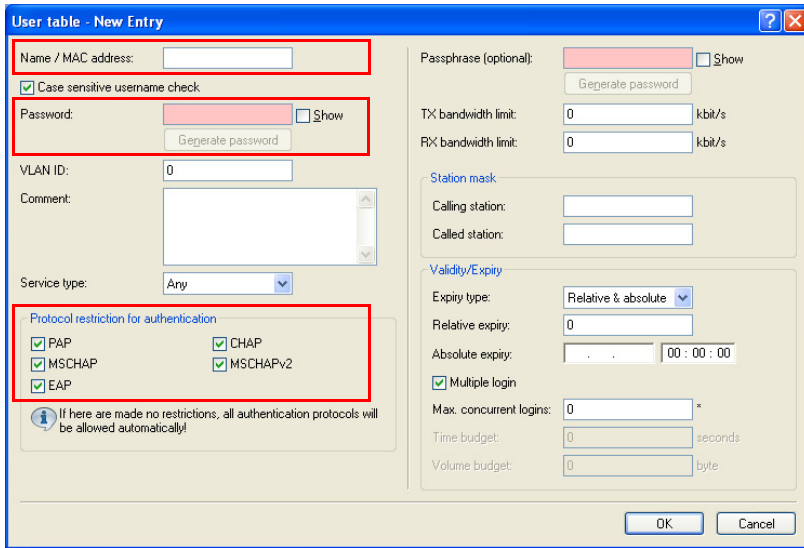 User table - New Entry
Name / MAC address:
Case sensitive username check
Password:
Show
Generate password
VLAN ID:
0
Comment:
Service type:
Any
Protocol restriction for authentication
PAP
CHAP
MSCHAP
MSCHAPv2
EAP
If here are made no restrictions, all authentication protocols will
be allowed automatically!
Passphrase (optional):
Show
Generate password
TX bandwidth limit:
0
kbit/s
RX bandwidth limit:
0
kbit/s
Station mask
Calling station:
Called station:
Validity/Expiry
Expiry type:
Relative & absolute
Relative expiry:
0
Absolute expiry:
. .
00 : 00 : 00
Multiple login
Max. concurrent logins:
0
*
Time budget:
0
seconds
Volume budget:
0
byte
OK
Cancel